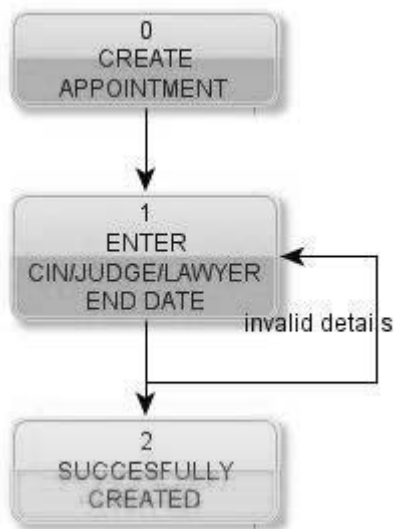 0
CREATE
APPOINTMENT
1
ENTER
CIN/JUDGE/LAWYER
END DATE
invalid details
2
SUCCESFULLY
CREATED